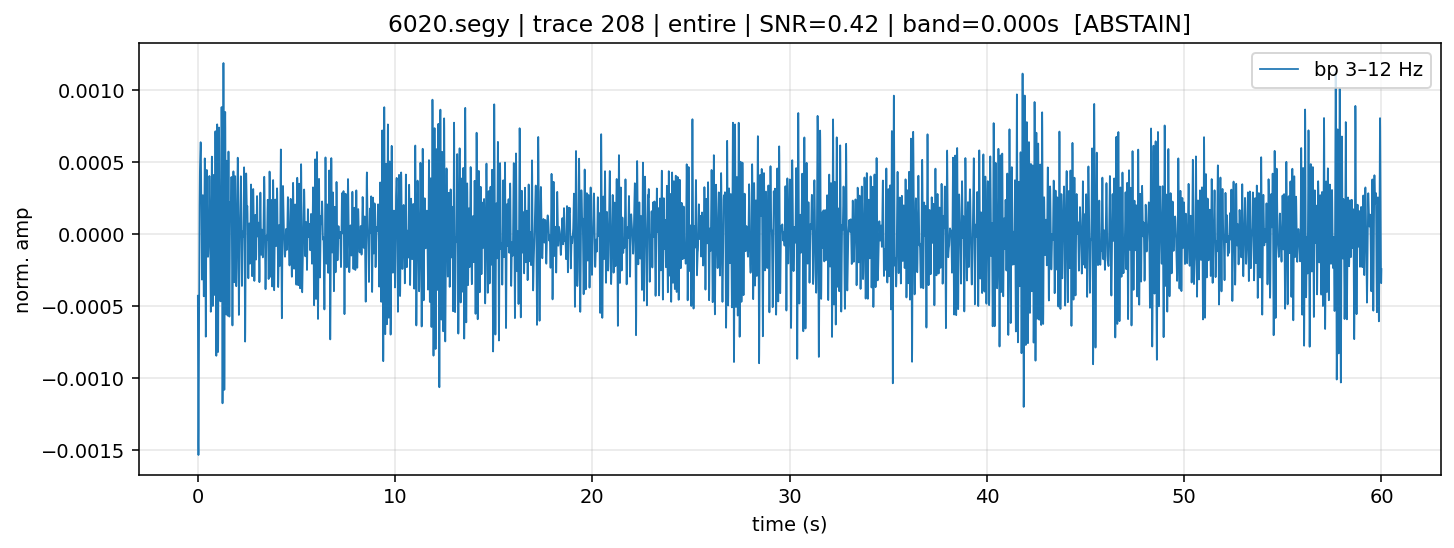 6020.segy | trace 208 | entire | SNR=0.42 | band=0.000s  [ABSTAIN]
bp 3–12 Hz
norm. amp
0.0010
0.0005
0.0000
−0.0005
−0.0010
−0.0015
0 10 20 30 40 50 60
time (s)